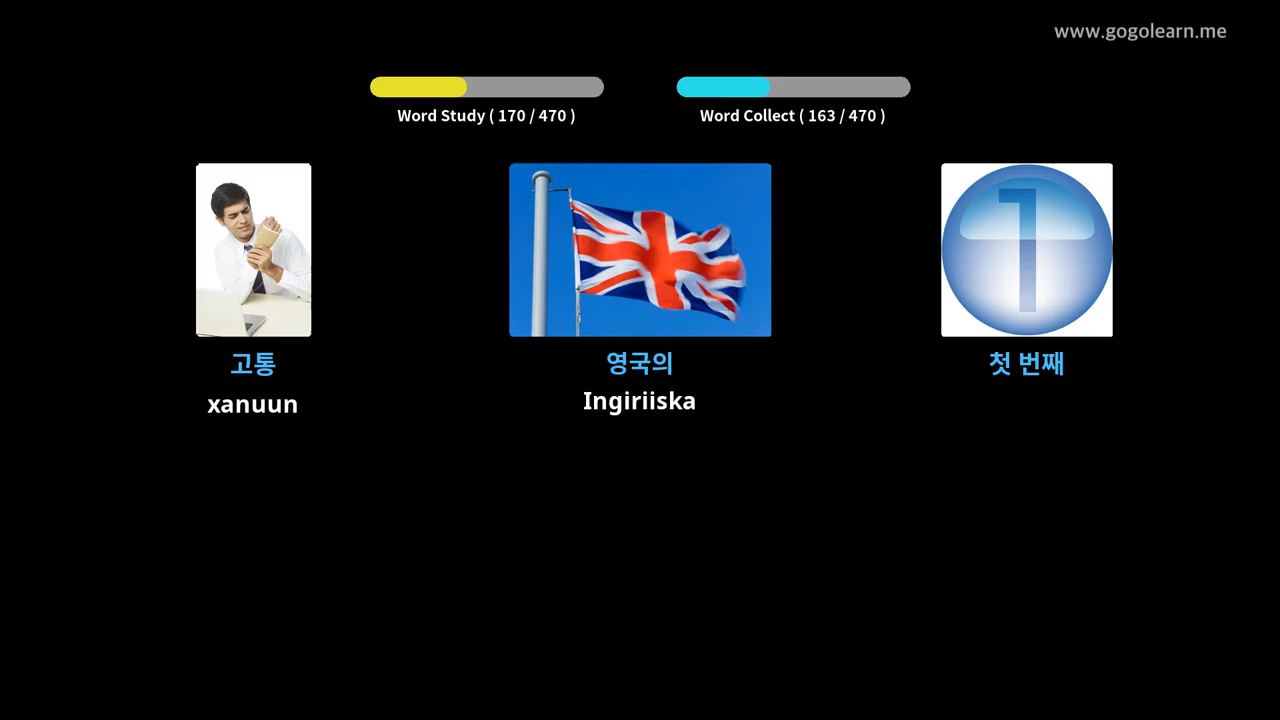 www.gogolearn.me
Word Study ( 170 / 470 )
Word Collect ( 163 / 470 )
1
고통
xanuun
영국의
Ingiriiska
첫 번째